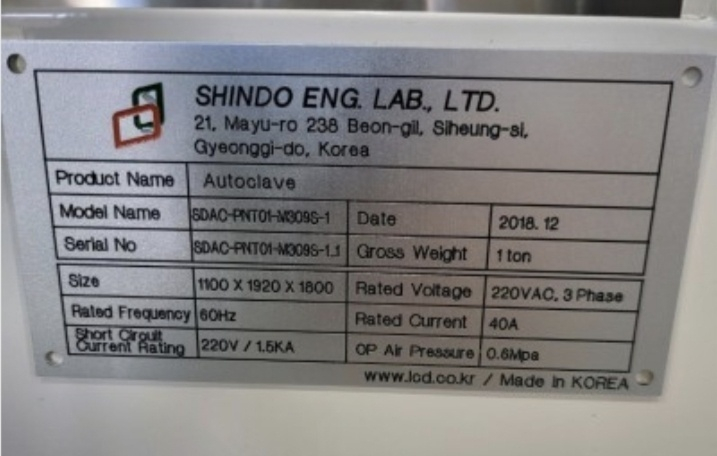 SHINDO ENG. LAB., LTD.
21, Mayu-ro 238 Beon-gil, Siheung-si,
Gyeonggi-do, Korea
Product Name Autoclave
Model Name SDAC-PNT01-M309S-1 Date 2018. 12
Serial No SDAC-PNT01-M309S-1_1 Gross Weight 1 ton
Size 1100 X 1920 X 1800 Rated Voltage 220VAC, 3 Phase
Rated Frequency 60Hz Rated Current 40A
Short Circuit
Current Rating 220V / 1.5KA OP Air Pressure 0.6Mpa
www.lcd.co.kr / Made in KOREA